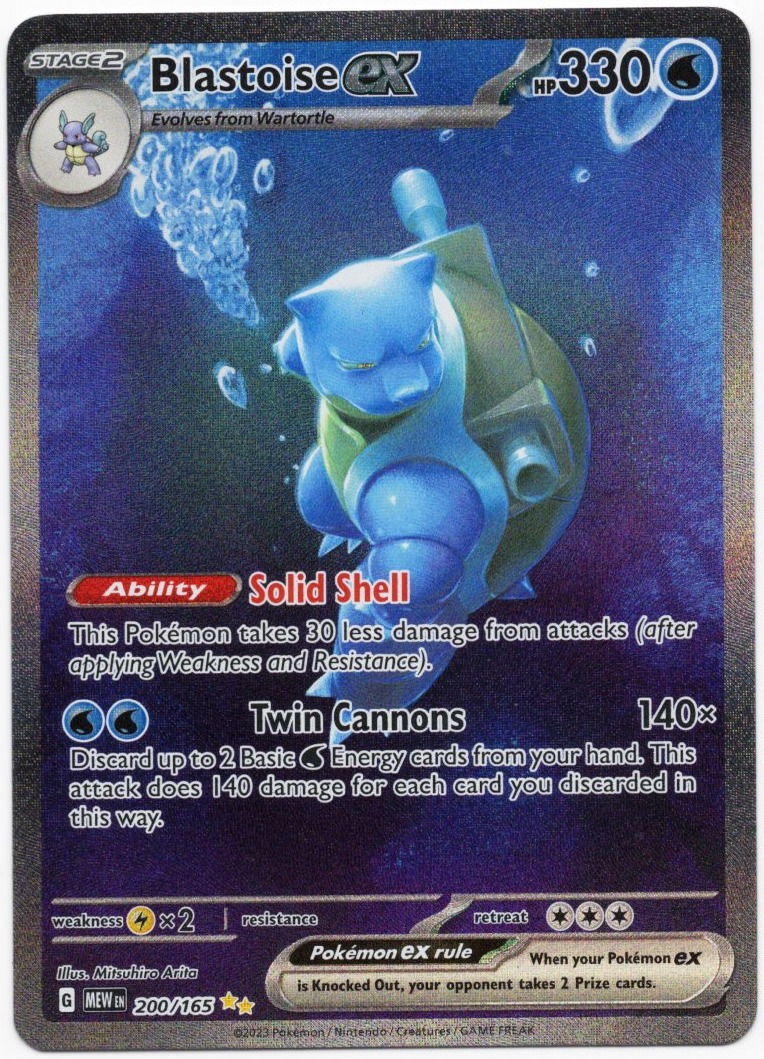 STAGE2
Blastoise ex
HP 330
Evolves from Wartortle
Ability Solid Shell
This Pokémon takes 30 less damage from attacks (after
applying Weakness and Resistance).
Twin Cannons 140×
Discard up to 2 Basic Energy cards from your hand. This
attack does 140 damage for each card you discarded in
this way.
weakness ×2 resistance retreat
Pokémon ex rule
When your Pokémon ex
is Knocked Out, your opponent takes 2 Prize cards.
Illus. Mitsuhiro Arita
G MEW EN 200/165
©2023 Pokémon / Nintendo / Creatures / GAME FREAK